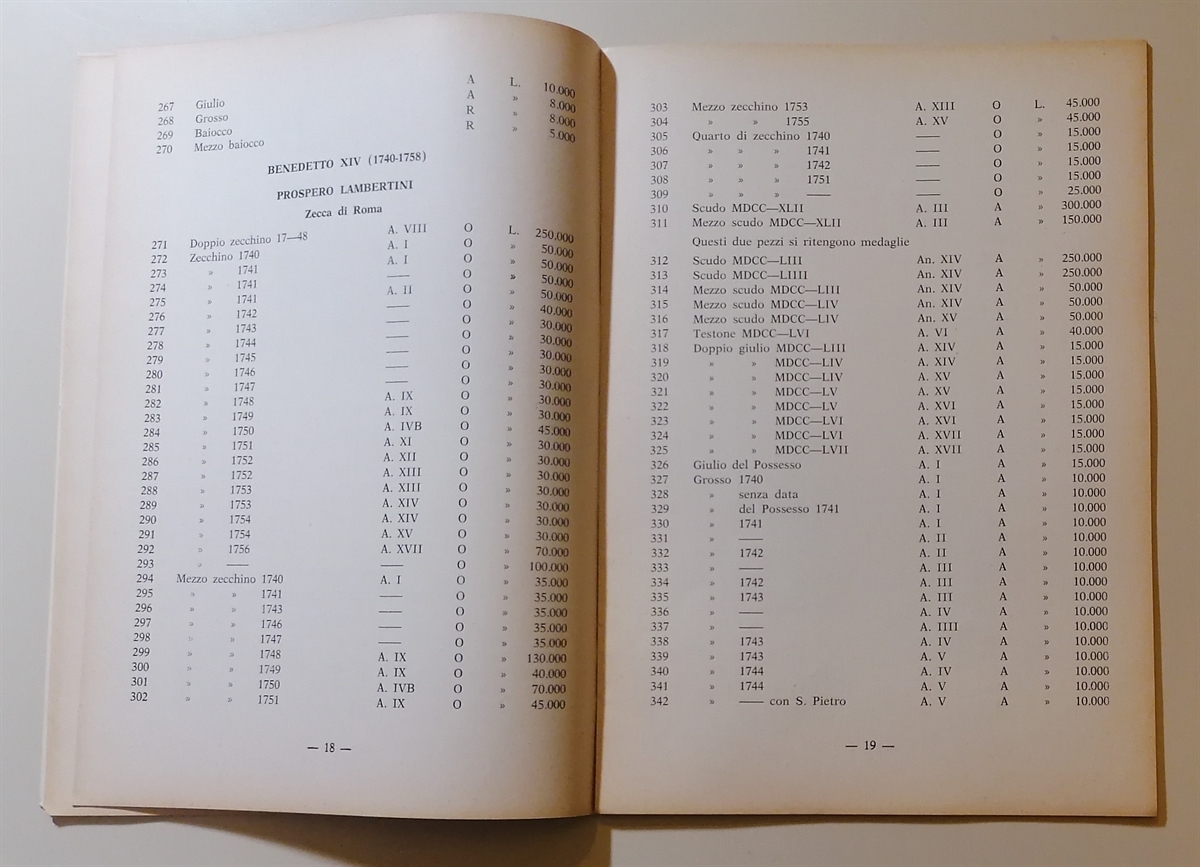 267 Giulio A L. 10.000
268 Grosso A » 8.000
269 Baiocco R » 8.000
270 Mezzo baiocco R » 5.000
BENEDETTO XIV (1740-1758)
PROSPERO LAMBERTINI
Zecca di Roma
271 Doppio zecchino 17—48 A. VIII O L. 250.000
272 Zecchino 1740 A. I O » 50.000
273 » 1741 A. I O » 50.000
274 » 1741 —— O » 50.000
275 » 1741 A. II O » 50.000
276 » 1742 —— O » 40.000
277 » 1743 —— O » 30.000
278 » 1744 —— O » 30.000
279 » 1745 —— O » 30.000
280 » 1746 —— O » 30.000
281 » 1747 —— O » 30.000
282 » 1748 A. IX O » 30.000
283 » 1749 A. IX O » 30.000
284 » 1750 A. IVB O » 45.000
285 » 1751 A. XI O » 30.000
286 » 1752 A. XII O » 30.000
287 » 1752 A. XIII O » 30.000
288 » 1753 A. XIII O » 30.000
289 » 1753 A. XIV O » 30.000
290 » 1754 A. XIV O » 30.000
291 » 1754 A. XV O » 30.000
292 » 1756 A. XVII O » 70.000
293 » —— —— O » 100.000
294 Mezzo zecchino 1740 A. I O » 35.000
295 » » 1741 —— O » 35.000
296 » » 1743 —— O » 35.000
297 » » 1746 —— O » 35.000
298 » » 1747 —— O » 35.000
299 » » 1748 A. IX O » 130.000
300 » » 1749 A. IX O » 40.000
301 » » 1750 A. IVB O » 70.000
302 » » 1751 A. IX O » 45.000
— 18 —
303 Mezzo zecchino 1753 A. XIII O L. 45.000
304 » » 1755 A. XV O » 45.000
305 Quarto di zecchino 1740 —— O » 15.000
306 » » » 1741 —— O » 15.000
307 » » » 1742 —— O » 15.000
308 » » » 1751 —— O » 15.000
309 » » » —— —— O » 25.000
310 Scudo MDCC—XLII A. III A » 300.000
311 Mezzo scudo MDCC—XLII A. III A » 150.000
Questi due pezzi si ritengono medaglie
312 Scudo MDCC—LIII An. XIV A » 250.000
313 Scudo MDCC—LIIII An. XIV A » 250.000
314 Mezzo scudo MDCC—LIII An. XIV A » 50.000
315 Mezzo scudo MDCC—LIV An. XIV A » 50.000
316 Mezzo scudo MDCC—LIV An. XV A » 50.000
317 Testone MDCC—LVI A. VI A » 40.000
318 Doppio giulio MDCC—LIII A. XIV A » 15.000
319 » » MDCC—LIV A. XIV A » 15.000
320 » » MDCC—LIV A. XV A » 15.000
321 » » MDCC—LV A. XV A » 15.000
322 » » MDCC—LV A. XVI A » 15.000
323 » » MDCC—LVI A. XVI A » 15.000
324 » » MDCC—LVI A. XVII A » 15.000
325 » » MDCC—LVII A. XVII A » 15.000
326 Giulio del Possesso A. I A » 15.000
327 Grosso 1740 A. I A » 10.000
328 » senza data A. I A » 10.000
329 » del Possesso 1741 A. I A » 10.000
330 » 1741 A. I A » 10.000
331 » —— A. II A » 10.000
332 » 1742 A. II A » 10.000
333 » —— A. III A » 10.000
334 » 1742 A. III A » 10.000
335 » 1743 A. III A » 10.000
336 » —— A. IV A » 10.000
337 » —— A. IIII A » 10.000
338 » 1743 A. IV A » 10.000
339 » 1743 A. V A » 10.000
340 » 1744 A. IV A » 10.000
341 » 1744 A. V A » 10.000
342 » —— con S. Pietro A. V A » 10.000
— 19 —